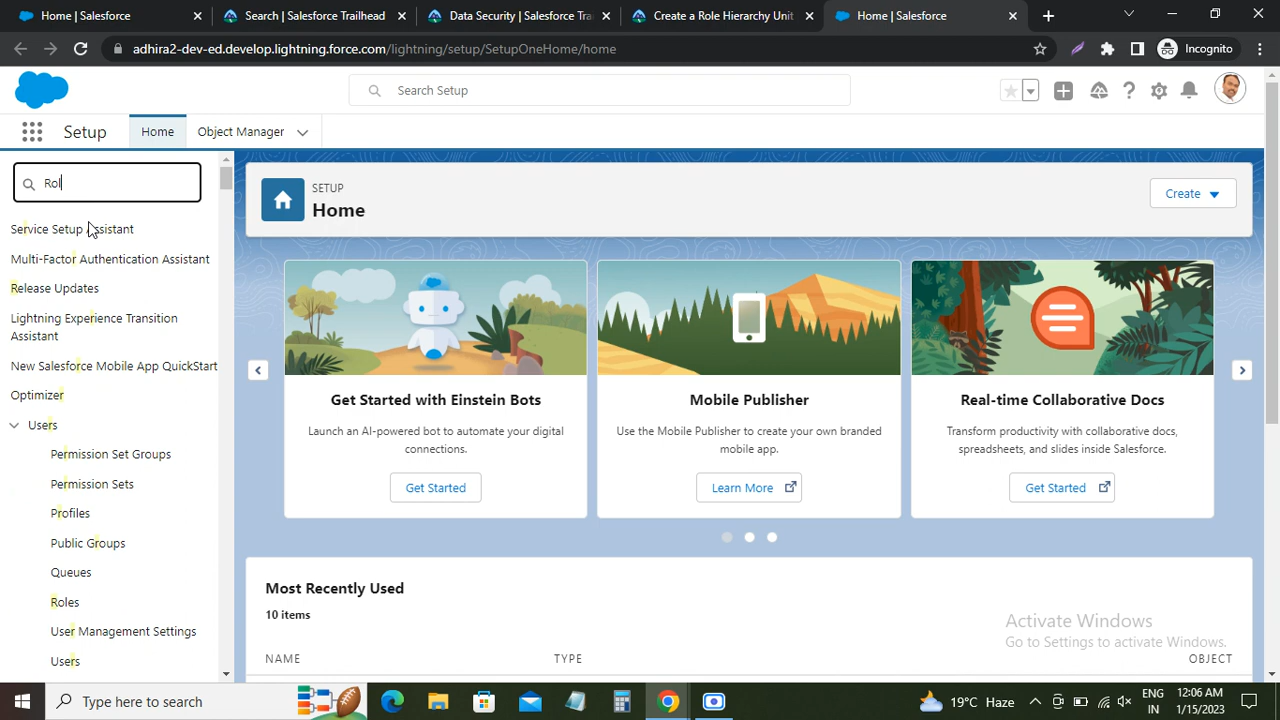 Home | Salesforce
Search | Salesforce Trailhead
Data Security | Salesforce Tra
Create a Role Hierarchy Unit
Home | Salesforce
adhira2-dev-ed.develop.lightning.force.com/lightning/setup/SetupOneHome/home
Incognito
Search Setup
Setup
Home
Object Manager
Rol
Service Setup Assistant
Multi-Factor Authentication Assistant
Release Updates
Lightning Experience Transition
Assistant
New Salesforce Mobile App QuickStart
Optimizer
Users
Permission Set Groups
Permission Sets
Profiles
Public Groups
Queues
Roles
User Management Settings
Users
SETUP
Home
Create
Get Started with Einstein Bots
Launch an AI-powered bot to automate your digital
connections.
Get Started
Mobile Publisher
Use the Mobile Publisher to create your own branded
mobile app.
Learn More
Real-time Collaborative Docs
Transform productivity with collaborative docs,
spreadsheets, and slides inside Salesforce.
Get Started
Most Recently Used
10 items
NAME
TYPE
OBJECT
Activate Windows
Go to Settings to activate Windows.
Type here to search
19°C Haze
ENG
IN
12:06 AM
1/15/2023